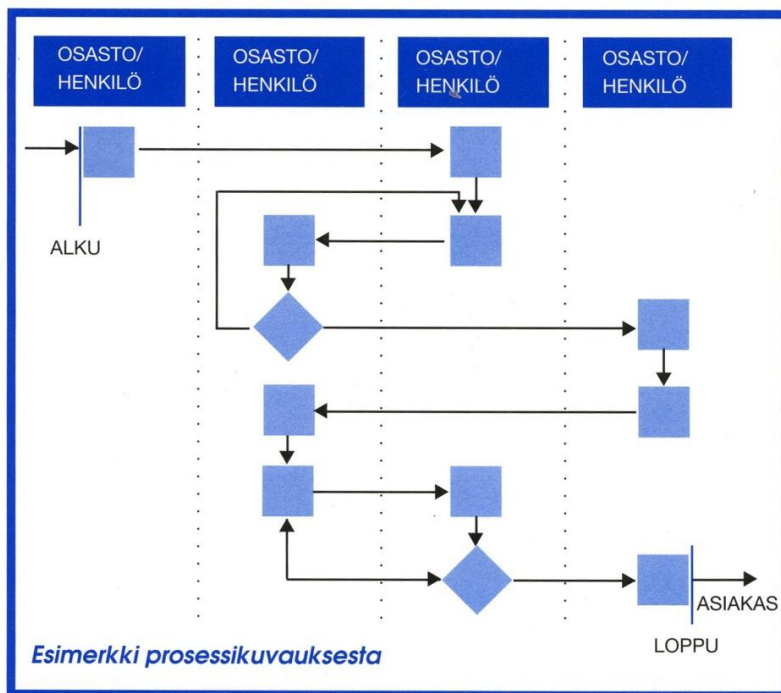 OSASTO/
HENKILÖ
OSASTO/
HENKILÖ
OSASTO/
HENKILÖ
OSASTO/
HENKILÖ
ALKU
ASIAKAS
LOPPU
Esimerkki prosessikuvauksesta